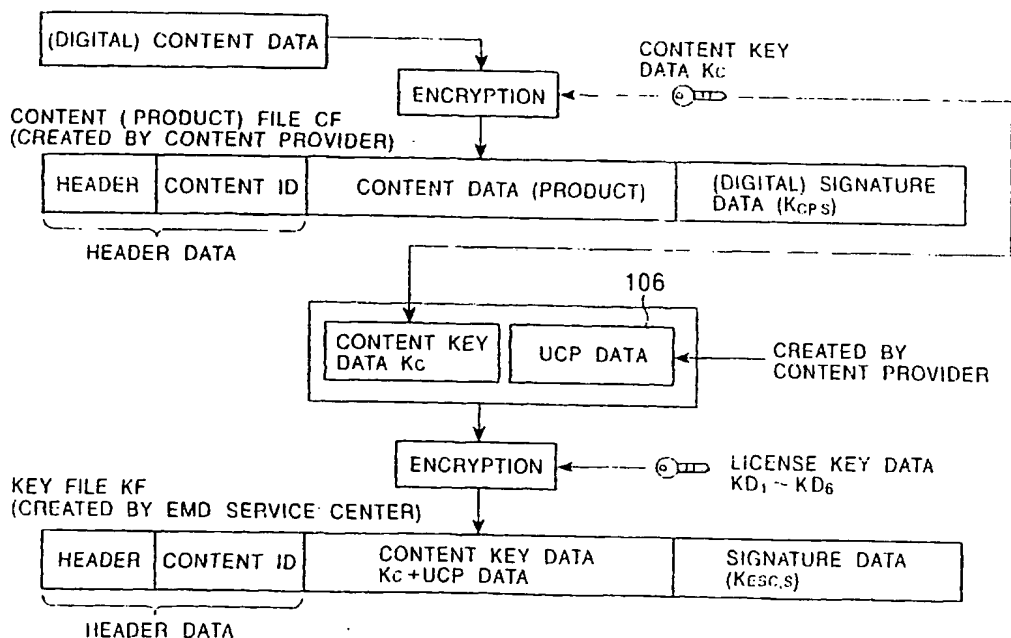 (DIGITAL) CONTENT DATA
CONTENT KEY
DATA Kc
ENCRYPTION
CONTENT (PRODUCT) FILE CF
(CREATED BY CONTENT PROVIDER)
HEADER
CONTENT ID
CONTENT DATA (PRODUCT)
(DIGITAL) SIGNATURE
DATA (KCP,S)
HEADER DATA
106
CONTENT KEY
DATA Kc
UCP DATA
CREATED BY
CONTENT PROVIDER
ENCRYPTION
LICENSE KEY DATA
KD1 ~ KD6
KEY FILE KF
(CREATED BY EMD SERVICE CENTER)
HEADER
CONTENT ID
CONTENT KEY DATA
Kc+UCP DATA
SIGNATURE DATA
(KESC,S)
HEADER DATA